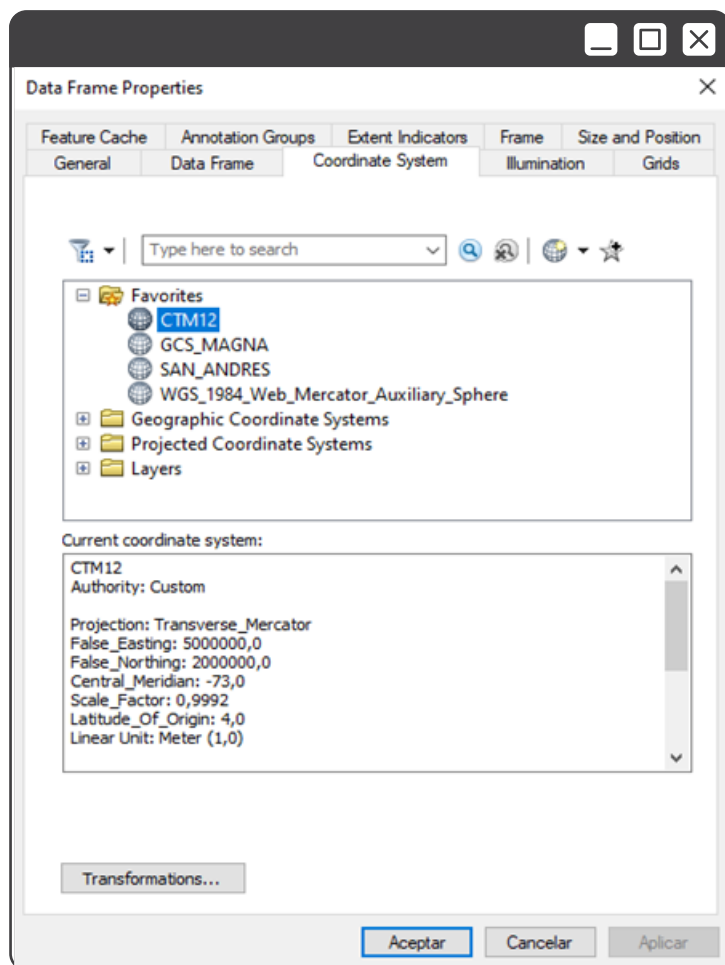 Data Frame Properties
Feature Cache Annotation Groups Extent Indicators Frame Size and Position
General Data Frame Coordinate System Illumination Grids
Type here to search
Favorites
CTM12
GCS_MAGNA
SAN_ANDRES
WGS_1984_Web_Mercator_Auxiliary_Sphere
Geographic Coordinate Systems
Projected Coordinate Systems
Layers
Current coordinate system:
CTM12
Authority: Custom
Projection: Transverse_Mercator
False_Easting: 5000000,0
False_Northing: 2000000,0
Central_Meridian: -73,0
Scale_Factor: 0,9992
Latitude_Of_Origin: 4,0
Linear Unit: Meter (1,0)
Transformations...
Aceptar Cancelar Aplicar